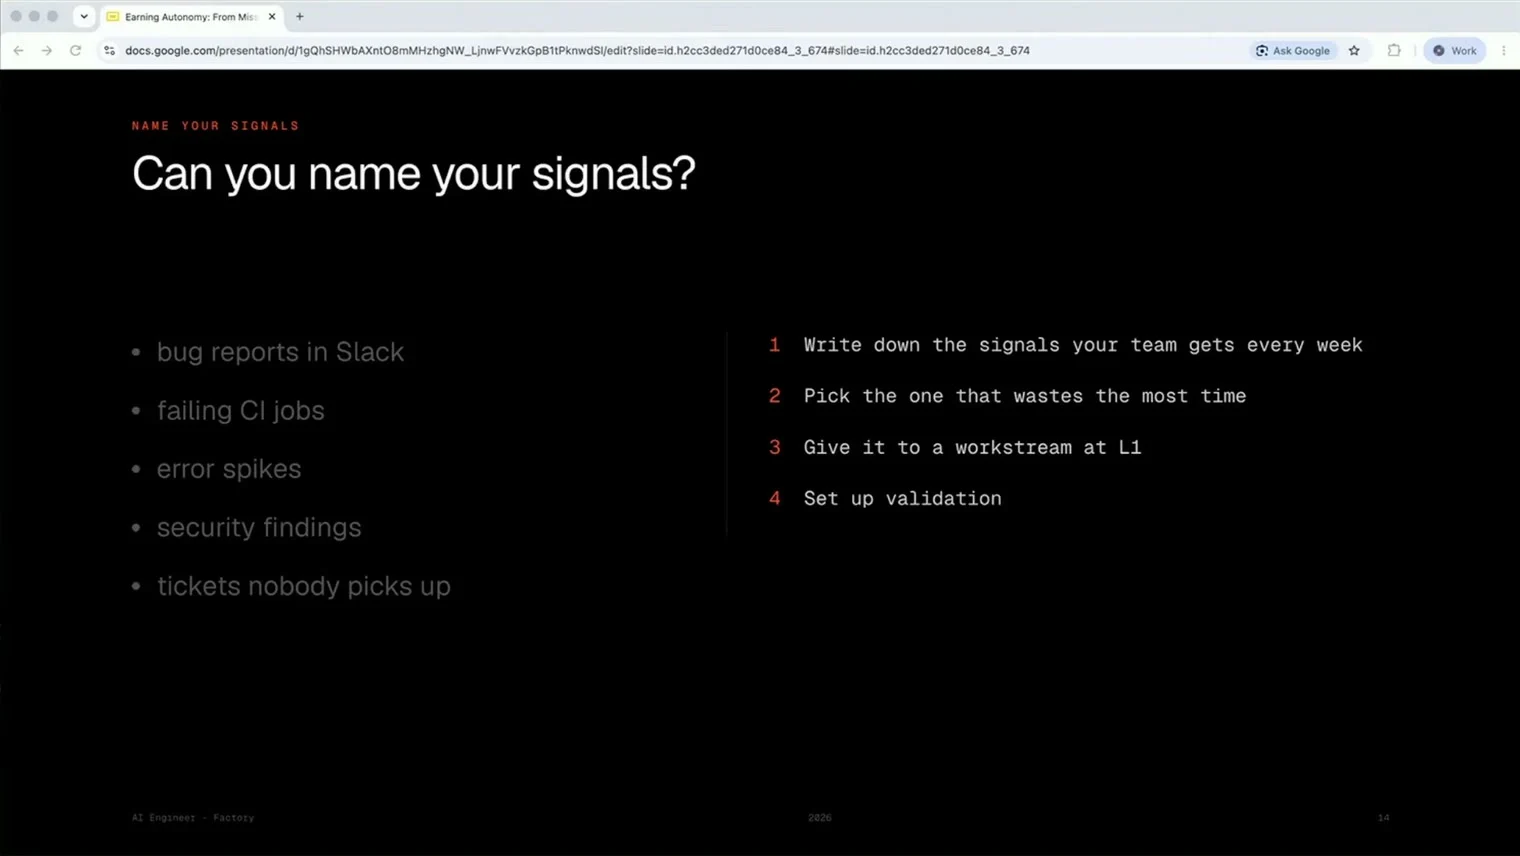 Earning Autonomy: From Miss
docs.google.com/presentation/d/1gQhSHWbAXntO8mMHzhgNW_LjnwFVvzkGpB1tPknwdSI/edit?slide=id.h2cc3ded271d0ce84_3_674#slide=id.h2cc3ded271d0ce84_3_674
Ask Google
Work
NAME YOUR SIGNALS
Can you name your signals?
• bug reports in Slack
• failing CI jobs
• error spikes
• security findings
• tickets nobody picks up
1 Write down the signals your team gets every week
2 Pick the one that wastes the most time
3 Give it to a workstream at L1
4 Set up validation
AI Engineer - Factory
2026
14